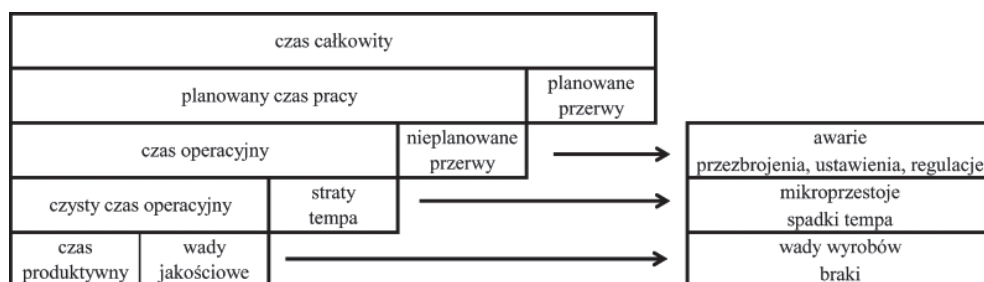 czas całkowity
planowany czas pracy
planowane
przerwy
czas operacyjny
nieplanowane
przerwy
awarie
przezbrojenia, ustawienia, regulacje
czysty czas operacyjny
straty
tempa
mikroprzestoje
spadki tempa
czas
produktywny
wady
jakościowe
wady wyrobów
braki